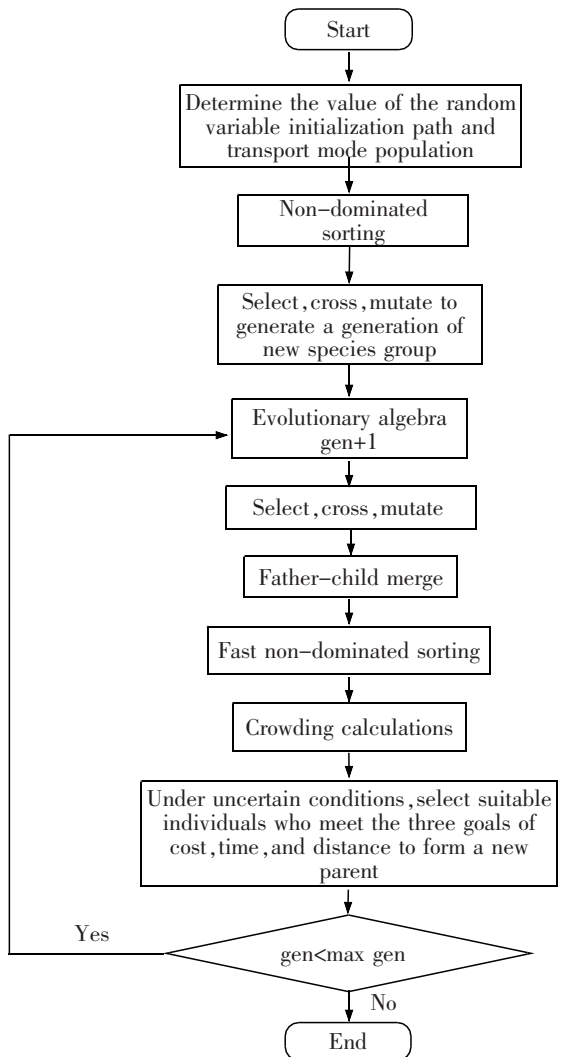 Start
Determine the value of the random
variable initialization path and
transport mode population
Non-dominated
sorting
Select,cross,mutate to
generate a generation of
new species group
Evolutionary algebra
gen+1
Select,cross,mutate
Father-child merge
Fast non-dominated sorting
Crowding calculations
Under uncertain conditions,select suitable
individuals who meet the three goals of
cost,time,and distance to form a new
parent
Yes
gen<max gen
No
End